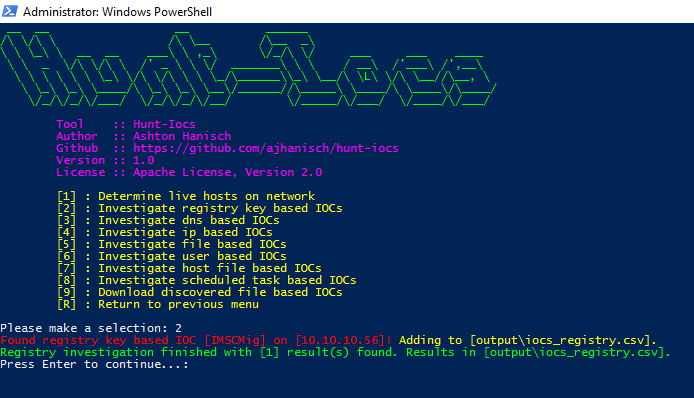 Administrator: Windows PowerShell
Hunt-Iocs
Tool :: Hunt-Iocs
Author :: Ashton Hanisch
Github :: https://github.com/ajhanisch/hunt-iocs
Version :: 1.0
License :: Apache License, Version 2.0
[1] : Determine live hosts on network
[2] : Investigate registry key based IOCs
[3] : Investigate dns based IOCs
[4] : Investigate ip based IOCs
[5] : Investigate file based IOCs
[6] : Investigate user based IOCs
[7] : Investigate host file based IOCs
[8] : Investigate scheduled task based IOCs
[9] : Download discovered file based IOCs
[R] : Return to previous menu
Please make a selection: 2
Found registry key based IOC [IMSCMig] on [10.10.10.56]! Adding to [output\iocs_registry.csv].
Registry investigation finished with [1] result(s) found. Results in [output\iocs_registry.csv].
Press Enter to continue...: